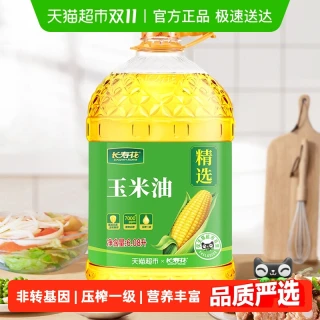 天猫超市双11 官方正品 极速送达
长寿花
精选
玉米油
天猫超市 × 长寿花
非转基因 | 压榨一级 | 营养丰富
品质严选